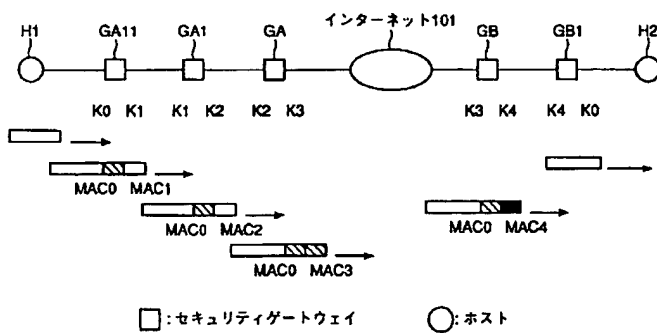 インターネット101
H1 GA11 GA1 GA GB GB1 H2
K0 K1 K1 K2 K2 K3 K3 K4 K4 K0
MAC0 MAC1
MAC0 MAC2
MAC0 MAC4
MAC0 MAC3
:セキュリティゲートウェイ :ホスト